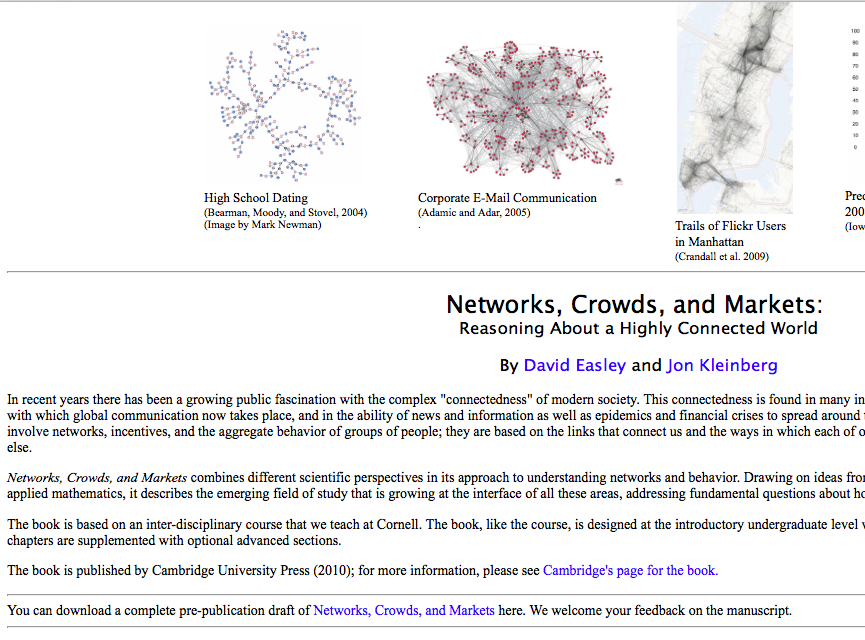 100
90
80
70
60
50
40
30
20
10
0
High School Dating
(Bearman, Moody, and Stovel, 2004)
(Image by Mark Newman)
Corporate E-Mail Communication
(Adamic and Adar, 2005)
.
Trails of Flickr Users
in Manhattan
(Crandall et al. 2009)
200
Networks, Crowds, and Markets:
Reasoning About a Highly Connected World
By David Easley and Jon Kleinberg
In recent years there has been a growing public fascination with the complex "connectedness" of modern society. This connectedness is found in many in
with which global communication now takes place, and in the ability of news and information as well as epidemics and financial crises to spread around
involve networks, incentives, and the aggregate behavior of groups of people; they are based on the links that connect us and the ways in which each of o
else.
Networks, Crowds, and Markets combines different scientific perspectives in its approach to understanding networks and behavior. Drawing on ideas from
applied mathematics, it describes the emerging field of study that is growing at the interface of all these areas, addressing fundamental questions about ho
The book is based on an inter-disciplinary course that we teach at Cornell. The book, like the course, is designed at the introductory undergraduate level
chapters are supplemented with optional advanced sections.
The book is published by Cambridge University Press (2010); for more information, please see Cambridge's page for the book.
You can download a complete pre-publication draft of Networks, Crowds, and Markets here. We welcome your feedback on the manuscript.